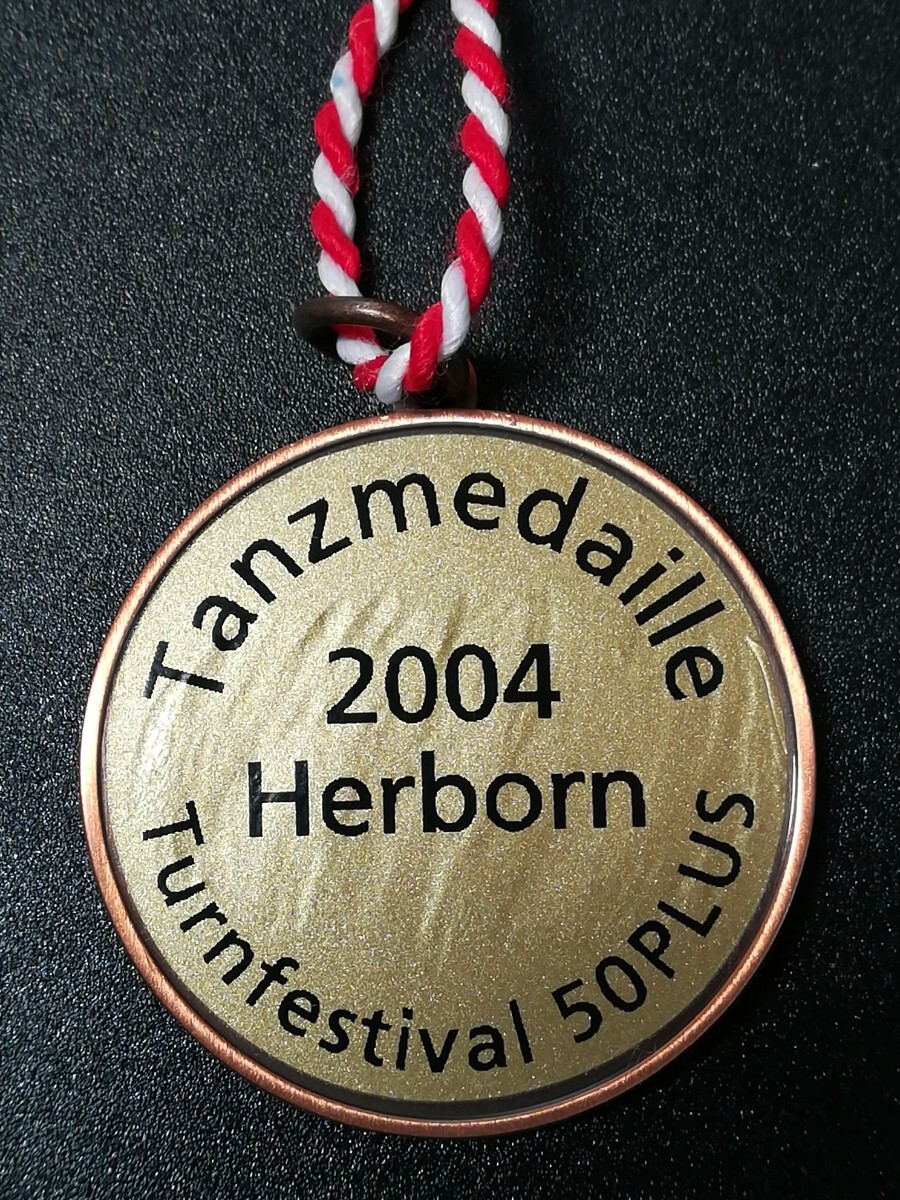 Tanzmedaille
2004
Herborn
Turnfestival 50PLUS